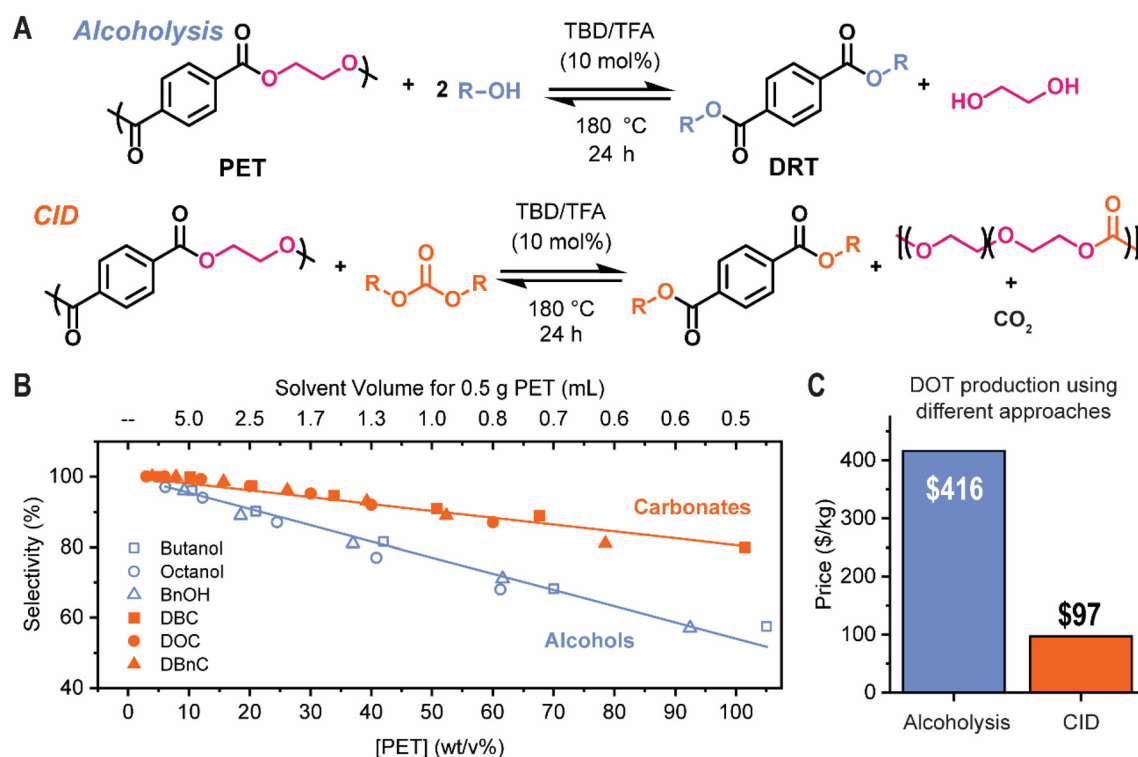 A
Alcoholysis
O
O
O
PET
+
2 R-OH
TBD/TFA
(10 mol%)
180 °C
24 h
O
O
R
R
O
O
DRT
+
HO
OH
CID
O
O
O
O
PET
+
R
O
O
O
R
TBD/TFA
(10 mol%)
180 °C
24 h
O
O
R
R
O
O
+
O
O
O
O
+
CO2
B
Solvent Volume for 0.5 g PET (mL)
-- 5.0 2.5 1.7 1.3 1.0 0.8 0.7 0.6 0.6 0.5
Selectivity (%)
100
80
60
40
Carbonates
Alcohols
Butanol
Octanol
BnOH
DBC
DOC
DBnC
0 10 20 30 40 50 60 70 80 90 100
[PET] (wt/v%)
C
DOT production using
different approaches
Price ($/kg)
400
300
200
100
0
$416
$97
Alcoholysis CID